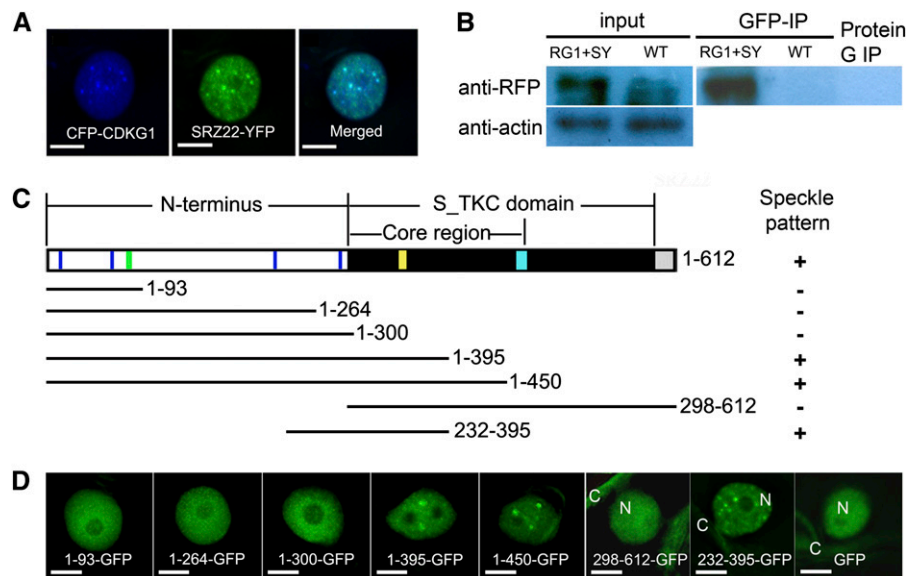 A
CFP-CDKG1
SRZ22-YFP
Merged
B
input
GFP-IP
Protein
G IP
RG1+SY
WT
RG1+SY
WT
anti-RFP
anti-actin
C
N-terminus
S_TKC domain
Core region
Speckle
pattern
1-612
+
1-93
-
1-264
-
1-300
-
1-395
+
1-450
+
298-612
-
232-395
+
D
1-93-GFP
1-264-GFP
1-300-GFP
1-395-GFP
1-450-GFP
C
N
298-612-GFP
C
N
232-395-GFP
C
N
GFP